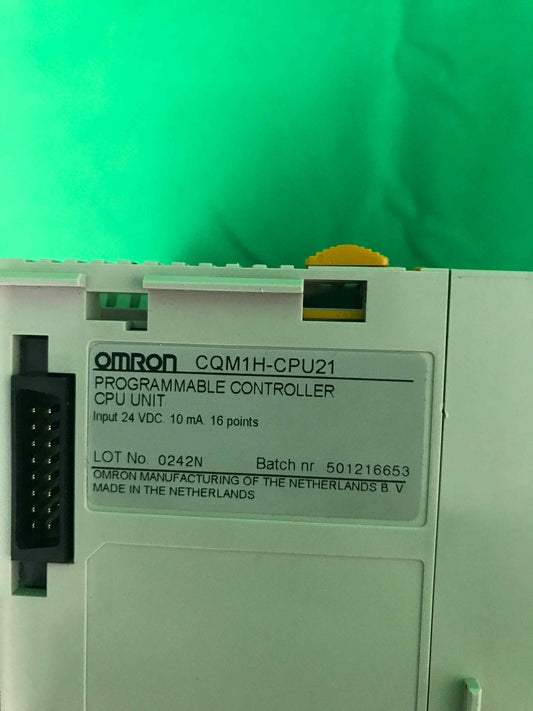 OMRON CQM1H-CPU21
PROGRAMMABLE CONTROLLER
CPU UNIT
Input 24 VDC. 10 mA. 16 points
LOT No. 0242N Batch nr. 501216653
OMRON MANUFACTURING OF THE NETHERLANDS B. V
MADE IN THE NETHERLANDS